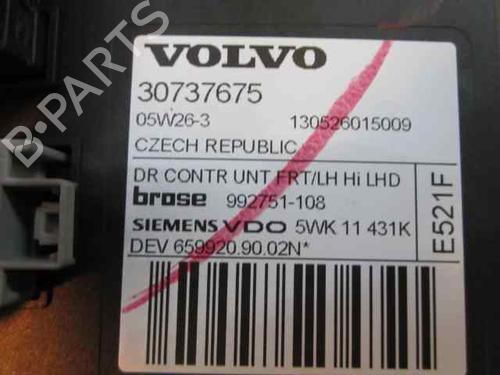 B-PARTS
VOLVO
30737675
05W26-3 130526015009
CZECH REPUBLIC
DR CONTR UNT FRT/LH Hi LHD
brose 992751-108
SIEMENS VDO 5WK 11 431K
DEV 659920.90.02N*
E521F